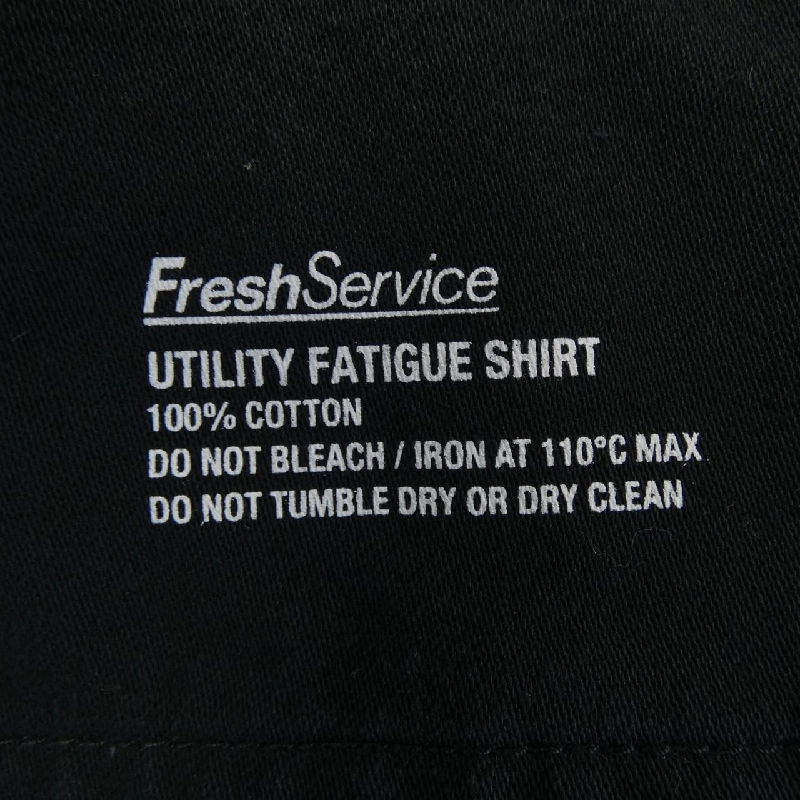 FreshService
UTILITY FATIGUE SHIRT
100% COTTON
DO NOT BLEACH / IRON AT 110°C MAX
DO NOT TUMBLE DRY OR DRY CLEAN